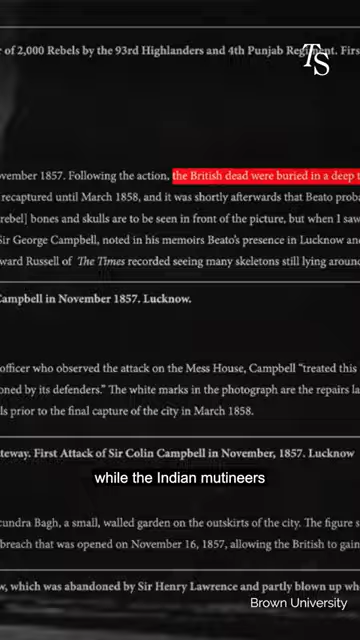 r of 2,000 Rebels by the 93rd Highlanders and 4th Punjab Regiment. Firs
TS
vember 1857. Following the action, the British dead were buried in a deep t
recaptured until March 1858, and it was shortly afterwards that Beato proba
rebel] bones and skulls are to be seen in front of the picture, but when I saw
Sir George Campbell, noted in his memoirs Beato's presence in Lucknow and
ward Russell of The Times recorded seeing many skeletons still lying around
Campbell in November 1857. Lucknow.
officer who observed the attack on the Mess House, Campbell “treated this
oned by its defenders.” The white marks in the photograph are the repairs la
ls prior to the final capture of the city in March 1858.
teway. First Attack of Sir Colin Campbell in November, 1857. Lucknow
while the Indian mutineers
cundra Bagh, a small, walled garden on the outskirts of the city. The figure s
breach that was opened on November 16, 1857, allowing the British to gain
w, which was abandoned by Sir Henry Lawrence and partly blown up wh
Brown University